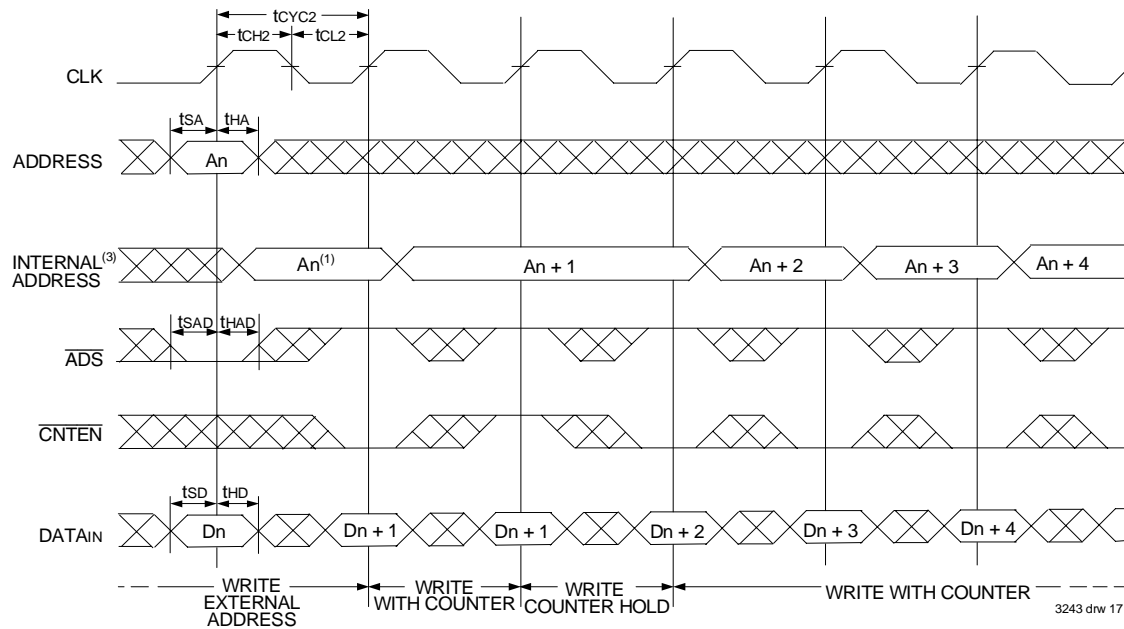 tCYC2
tCH2 tCL2
CLK
tSA tHA
ADDRESS An
INTERNAL(3)
ADDRESS
An(1) An + 1 An + 2 An + 3 An + 4
tSAD tHAD
ADS
CNTEN
tSD tHD
DATAIN Dn Dn + 1 Dn + 1 Dn + 2 Dn + 3 Dn + 4
WRITE
EXTERNAL
ADDRESS
WRITE
WITH COUNTER
WRITE
COUNTER HOLD
WRITE WITH COUNTER
3243 drw 17